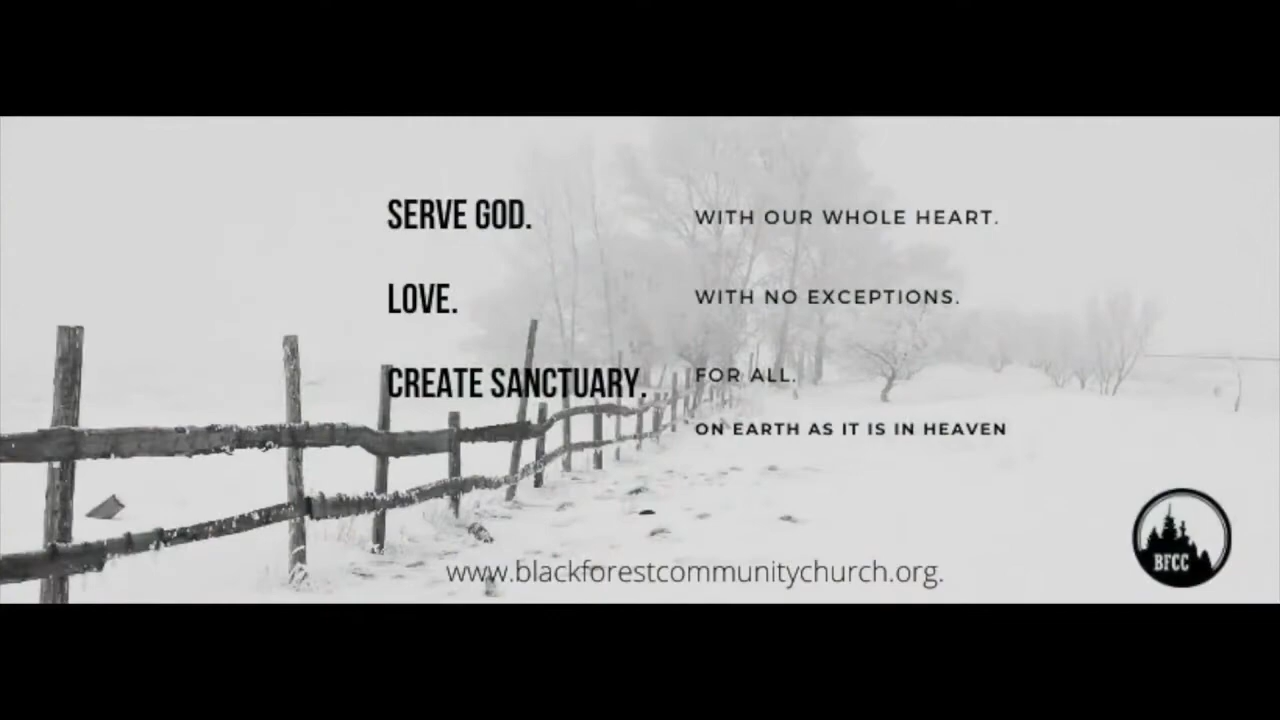 SERVE GOD. WITH OUR WHOLE HEART.
LOVE. WITH NO EXCEPTIONS.
CREATE SANCTUARY. FOR ALL.
ON EARTH AS IT IS IN HEAVEN
www.blackforestcommunitychurch.org.
BFCC